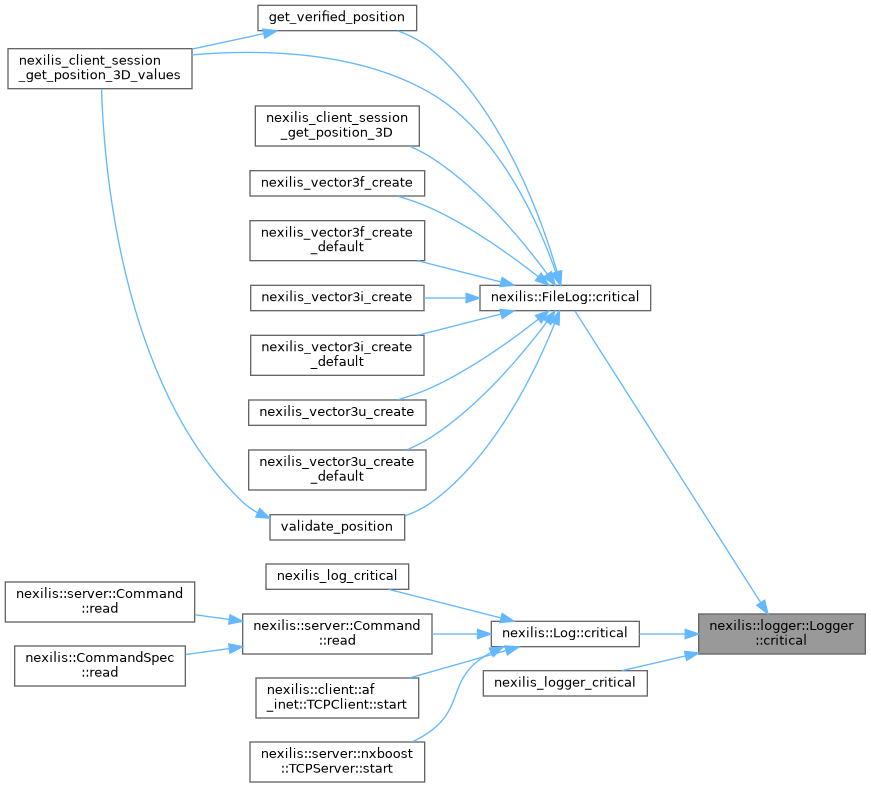 get_verified_position
nexilis_client_session
_get_position_3D_values
nexilis_client_session
_get_position_3D
nexilis_vector3f_create
nexilis_vector3f_create
_default
nexilis_vector3i_create
nexilis::FileLog::critical
nexilis_vector3i_create
_default
nexilis_vector3u_create
nexilis_vector3u_create
_default
validate_position
nexilis_log_critical
nexilis::server::Command
::read
nexilis::server::Command
::read
nexilis::Log::critical
nexilis::logger::Logger
::critical
nexilis::CommandSpec
::read
nexilis::client::af
_inet::TCPClient::start
nexilis_logger_critical
nexilis::server::nxboost
::TCPServer::start